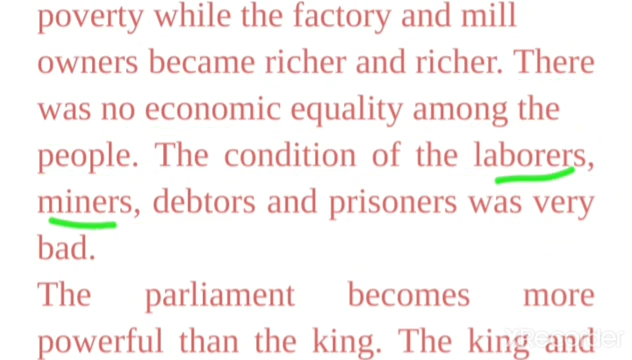 poverty while the factory and mill
owners became richer and richer. There
was no economic equality among the
people. The condition of the laborers,
miners, debtors and prisoners was very
bad.
The parliament becomes more
powerful than the king. The king and
XRecorder